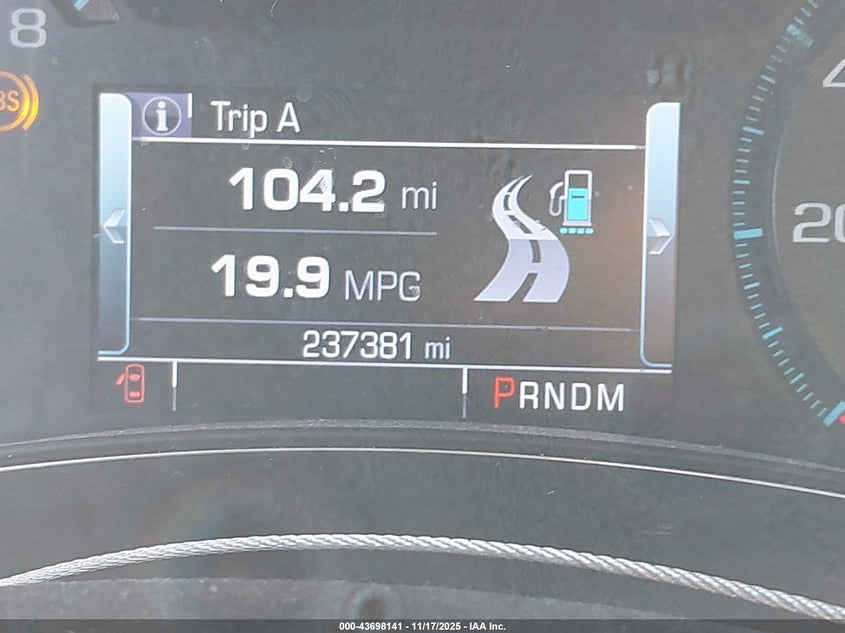 8
Trip A
104.2 mi
19.9 MPG
237381 mi
PRNDM
20
000-43698141 - 11/17/2025 - IAA Inc.